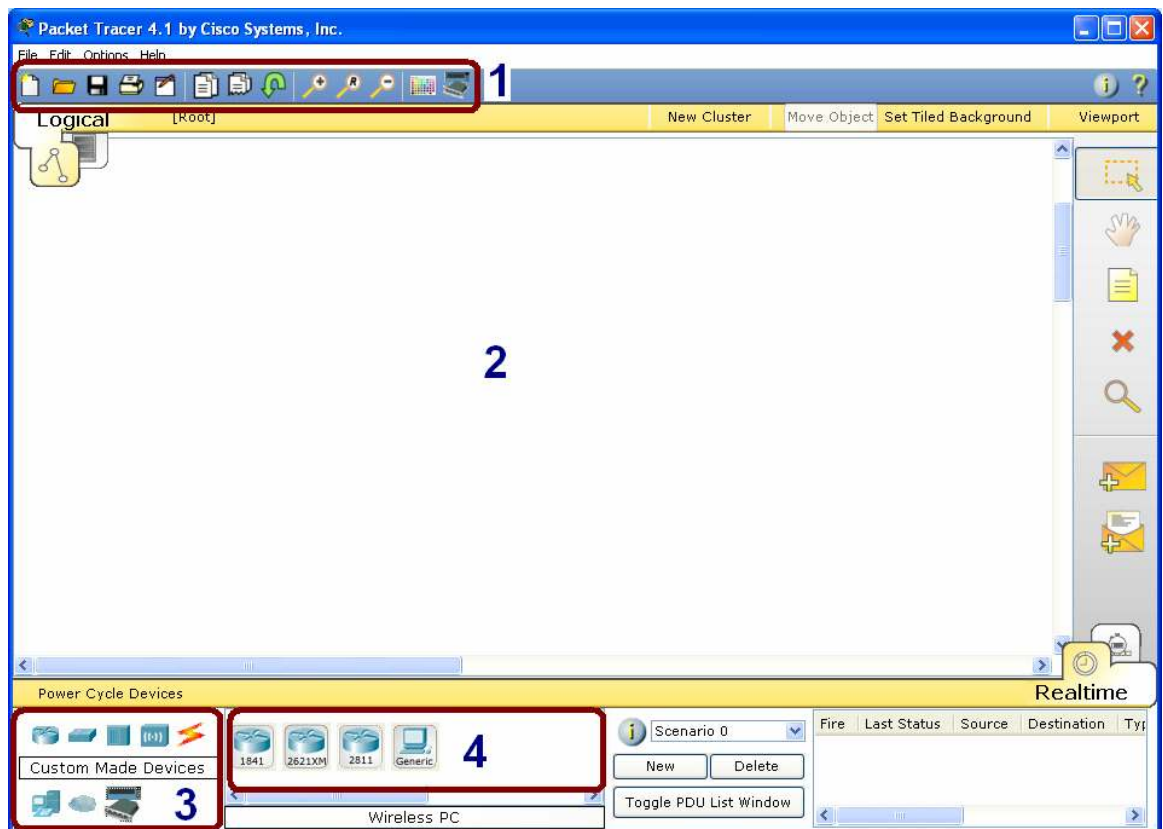 Packet Tracer 4.1 by Cisco Systems, Inc.
File Edit Options Help
1
Logical [Root] New Cluster Move Object Set Tiled Background Viewport
2
Power Cycle Devices Realtime
Scenario 0 Fire Last Status Source Destination Typ
1841 2621XM 2811 Generic 4
Custom Made Devices New Delete
3 Toggle PDU List Window
Wireless PC